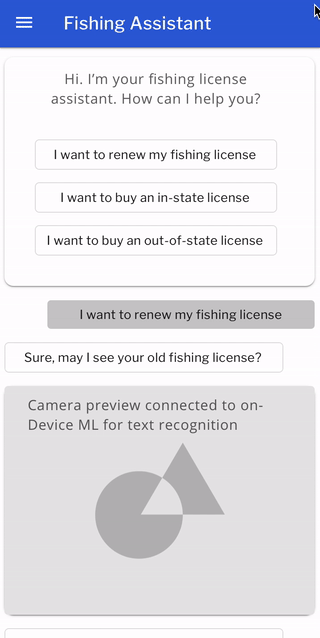 Fishing Assistant
Hi. I’m your fishing license
assistant. How can I help you?
I want to renew my fishing license
I want to buy an in-state license
I want to buy an out-of-state license
I want to renew my fishing license
Sure, may I see your old fishing license?
Camera preview connected to on-
Device ML for text recognition